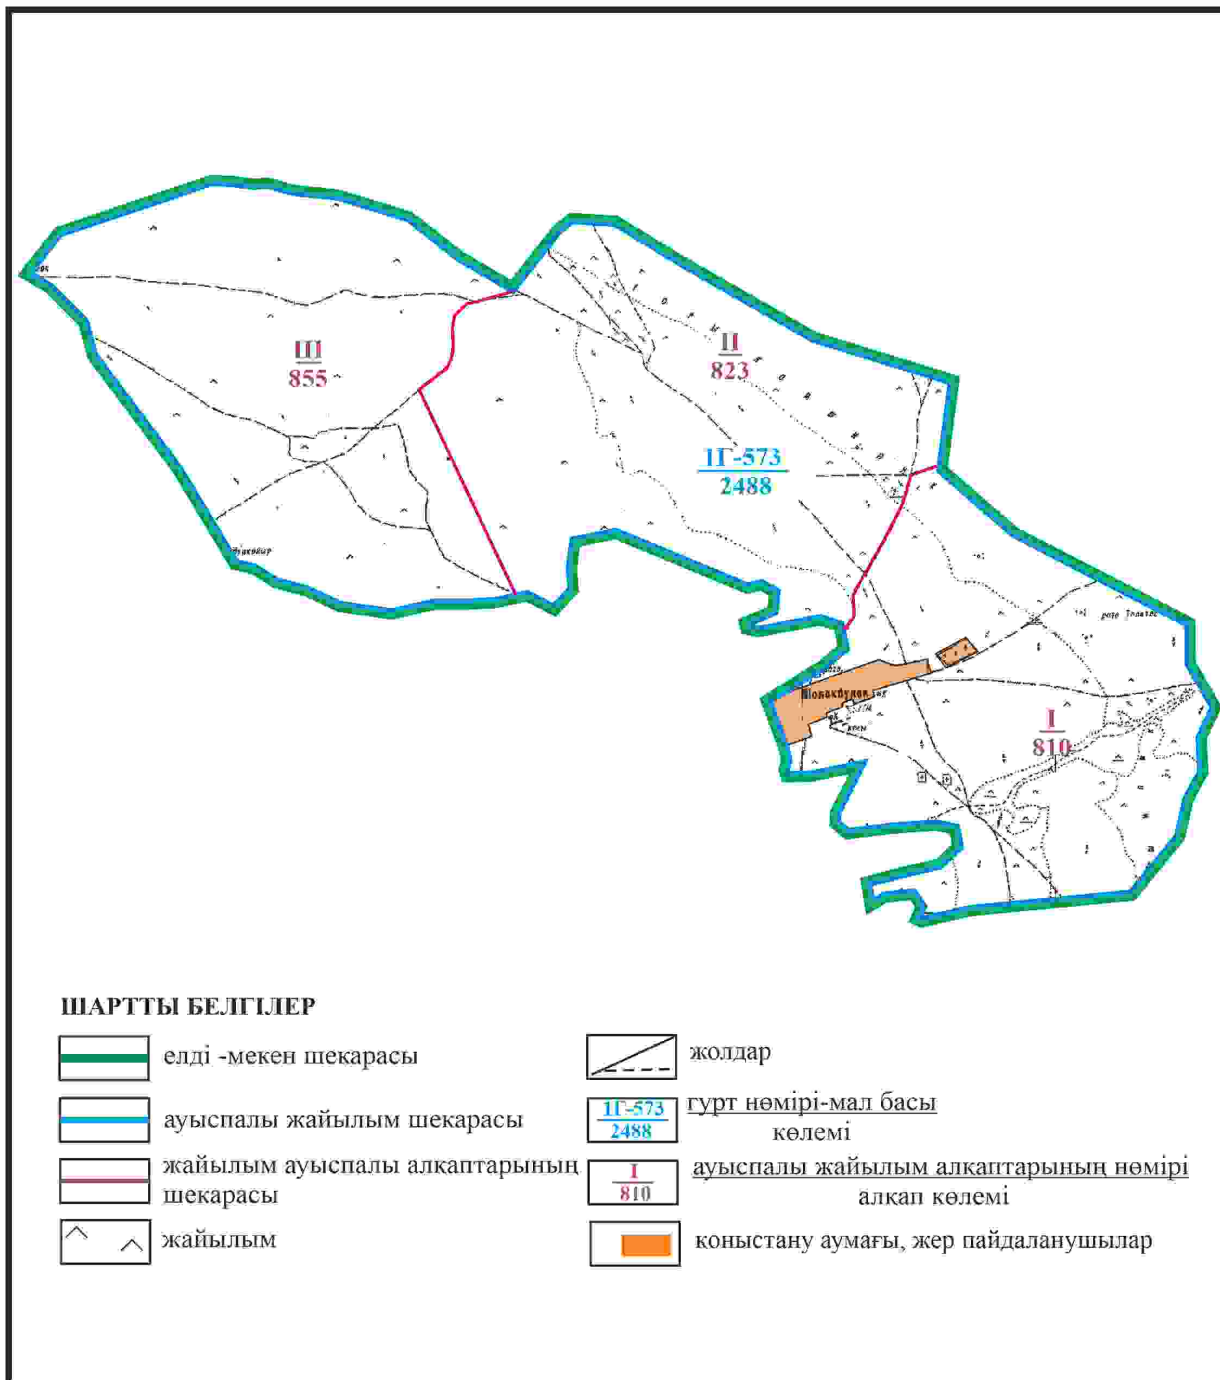 III
855
II
823
1Г-573
2488
I
810
ШАРТТЫ БЕЛГІЛЕР
елді -мекен шекарасы
ауыспалы жайылым шекарасы
жайылым ауыспалы алқаптарының
шекарасы
жайылым
жолдар
1Г-573
2488
гурт нөмірі-мал басы
көлемі
I
810
ауыспалы жайылым алқаптарының нөмірі
алқап көлемі
қоныстану аумағы, жер пайдаланушылар